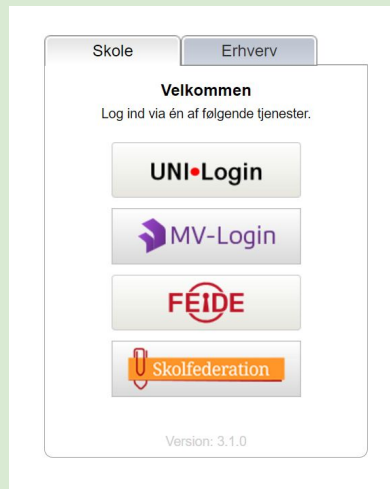 Skole Erhverv
Velkommen
Log ind via én af følgende tjenester.
UNI•Login
MV-Login
FEIDE
Skolfederation
Version: 3.1.0